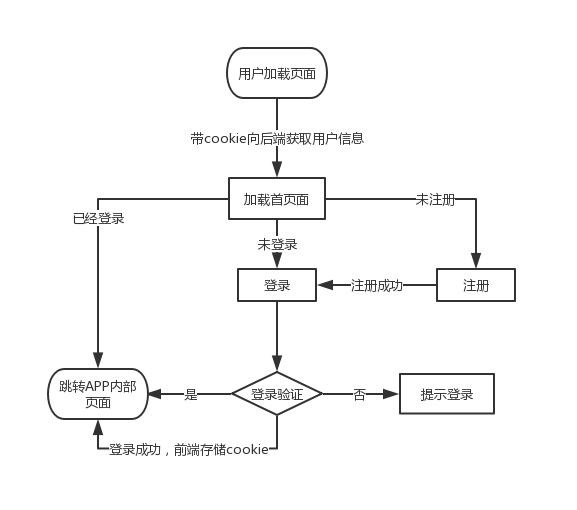 用户加载页面
带cookie向后端获取用户信息
加载首页面
未注册
已经登录
未登录
登录
注册成功
注册
跳转APP内部
页面
是
登录验证
否
提示登录
登录成功，前端存储cookie